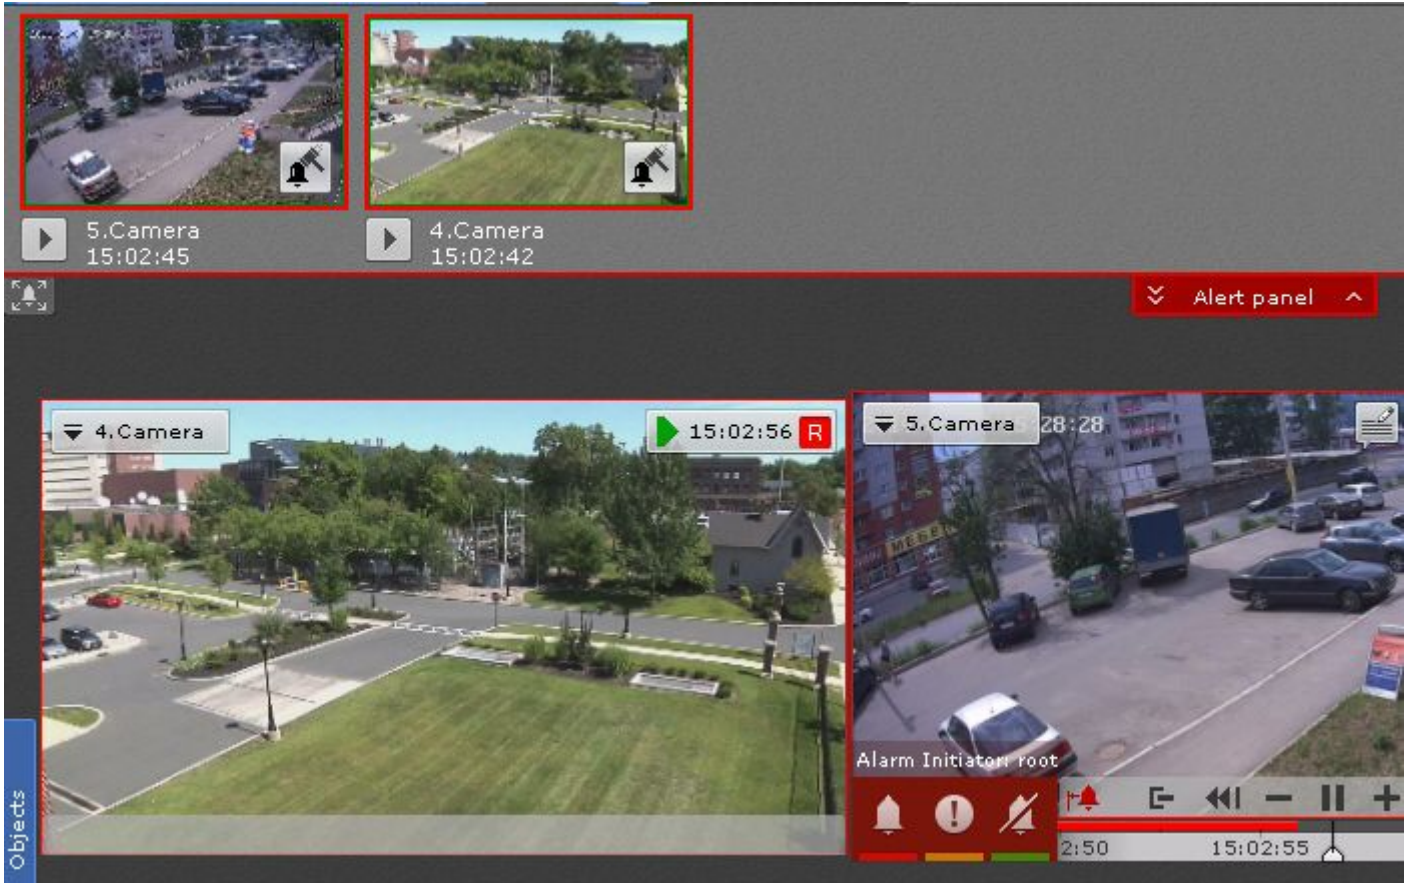 5.Camera
15:02:45
4.Camera
15:02:42
Alert panel
4.Camera
15:02:56 R
5.Camera
:28:28
МЕБЕ
Alarm Initiator: root
2:50
15:02:55
Objects